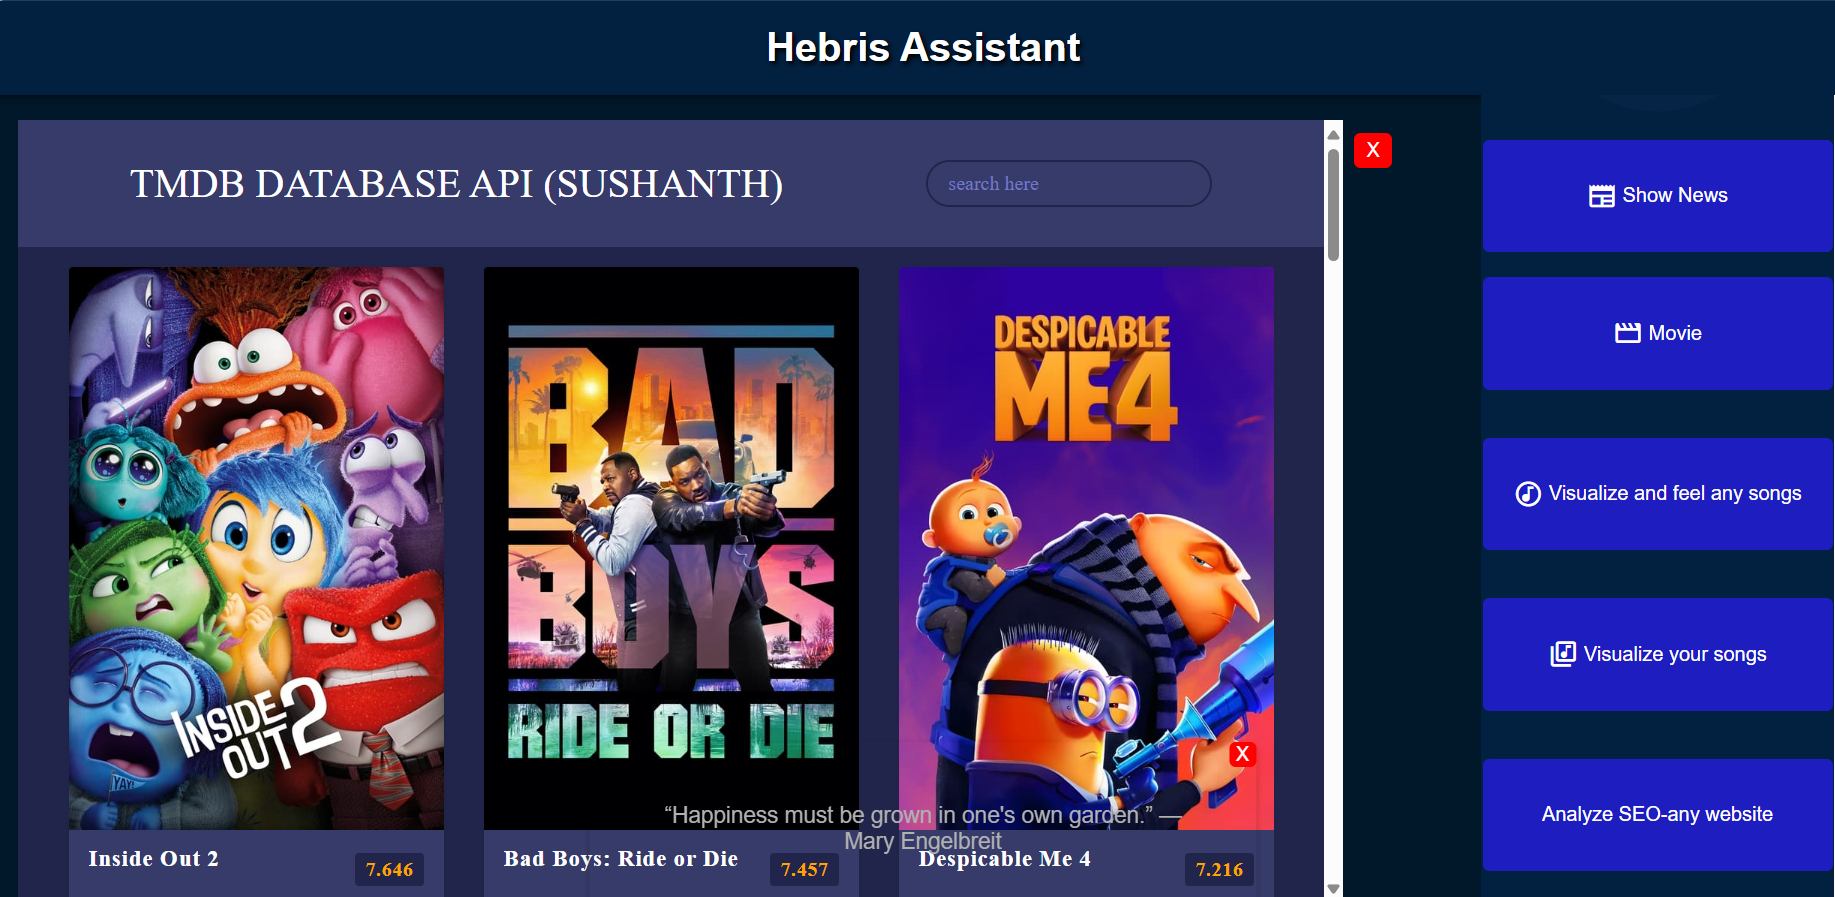 Hebris Assistant
TMDB DATABASE API (SUSHANTH)
search here
X
Show News
Movie
Visualize and feel any songs
Visualize your songs
Analyze SEO-any website
INSIDE
OUT 2
YAY!
BAD
BOYS
RIDE OR DIE
DESPICABLE
ME 4
X
“Happiness must be grown in one's own garden.” —
Mary Engelbreit
Inside Out 2
7.646
Bad Boys: Ride or Die
7.457
Despicable Me 4
7.216